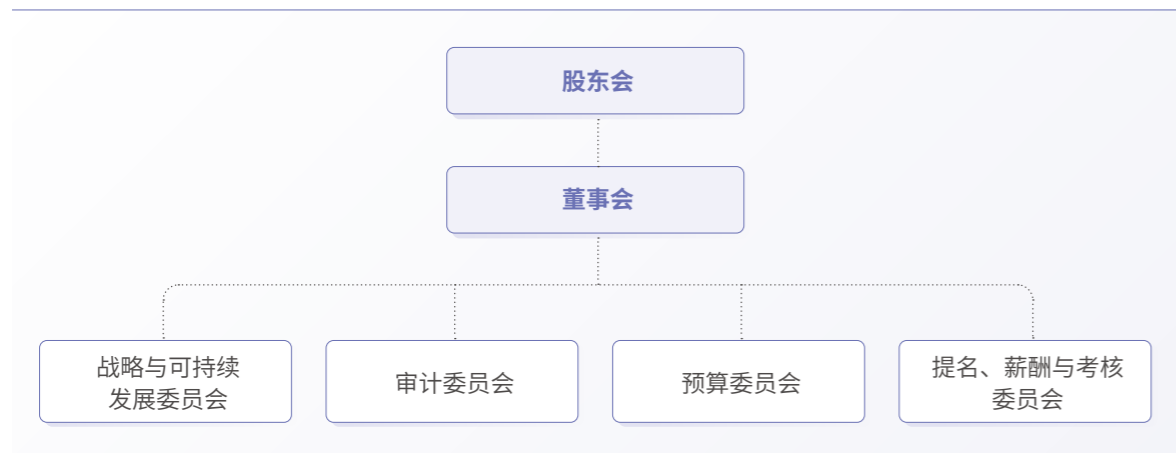 股东会
董事会
战略与可持续
发展委员会
审计委员会
预算委员会
提名、薪酬与考核
委员会